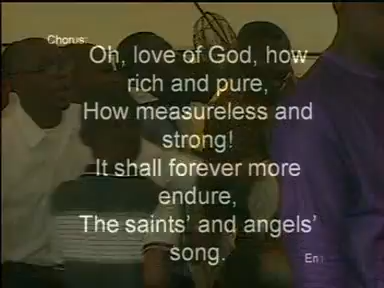 Chorus:
Oh, love of God, how
rich and pure,
How measureless and
strong!
It shall forever more
endure,
The saints’ and angels’
song.